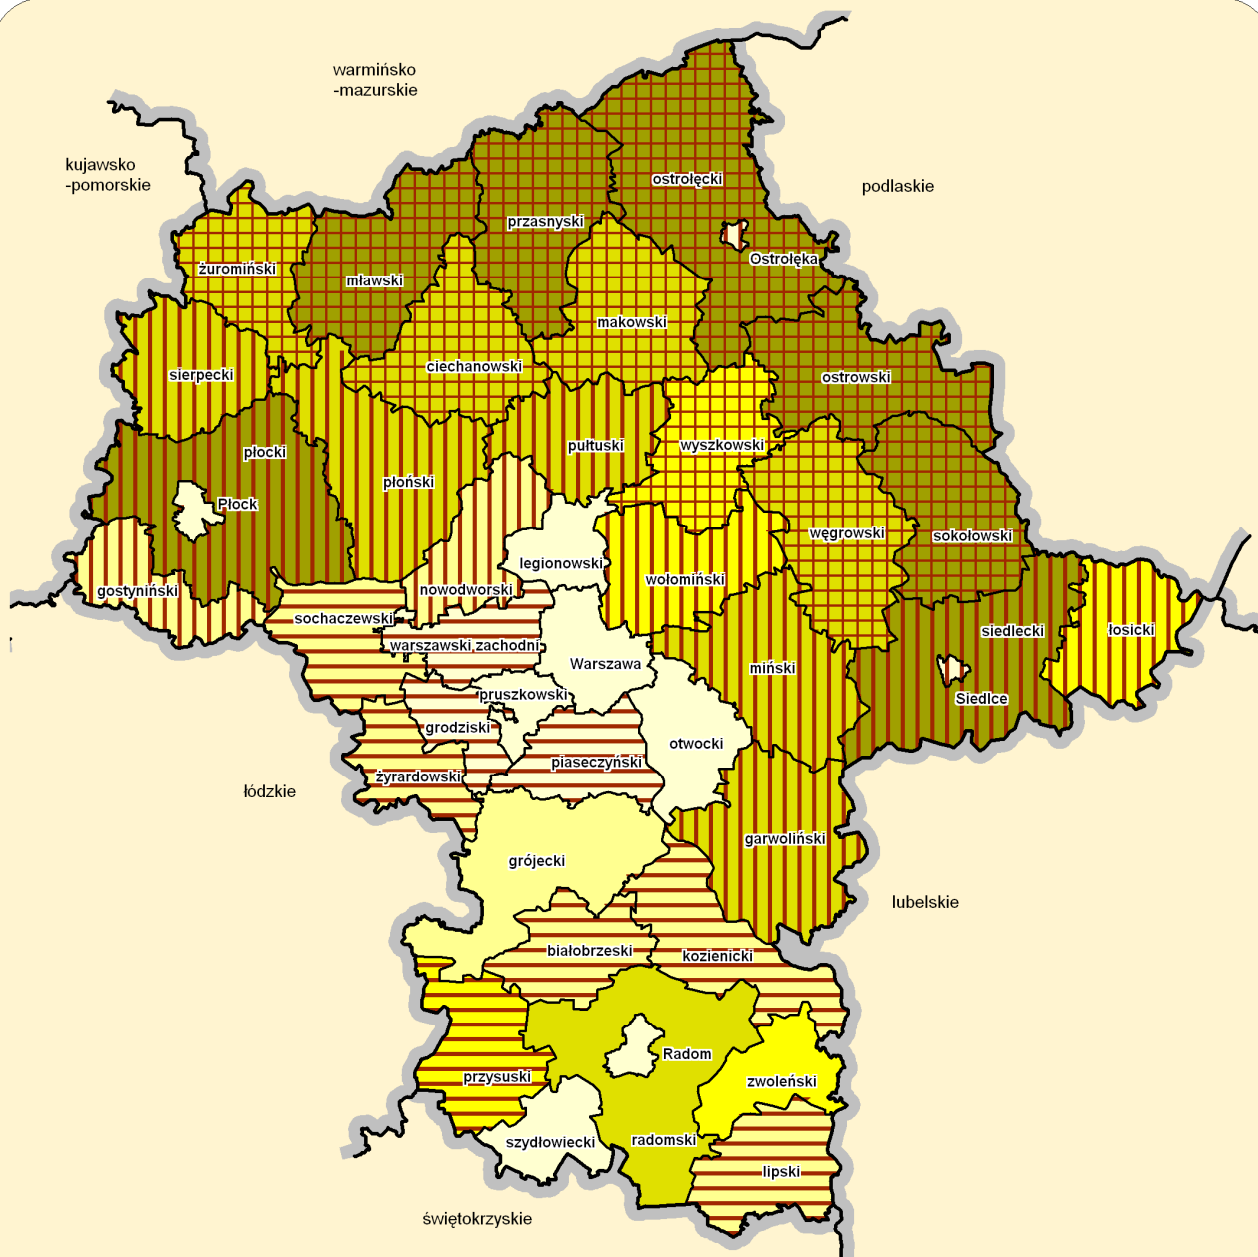 warmińsko
-mazurskie
kujawsko
-pomorskie
podlaskie
ostrołęcki
przasnyski
Ostrołęka
żuromiński
mławski
makowski
ciechanowski
sierpecki
ostrowski
płocki
pułtuski
wyszkowski
płoński
Płock
węgrowski
sokołowski
legionowski
wołomiński
gostyniński
nowodworski
sochaczewski
siedlecki
łosicki
warszawski zachodni
Warszawa
miński
pruszkowski
Siedlce
grodziski
otwocki
piaseczyński
żyrardowski
łódzkie
garwoliński
grójecki
lubelskie
białobrzeski
kozienicki
Radom
przysuski
zwoleński
szydłowiecki
radomski
lipski
świętokrzyskie